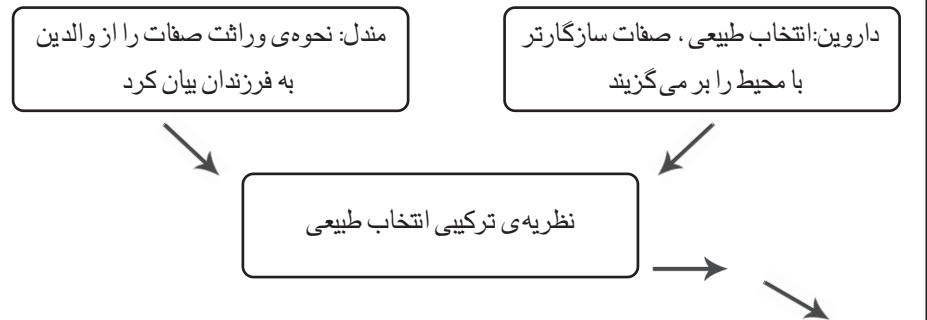 داروین:انتخاب طبیعی ، صفات سازگارتر
با محیط را بر می‌گزیند
مندل: نحوه‌ی وراثت صفات را از والدین
به فرزندان بیان کرد
نظریه‌ی ترکیبی انتخاب طبیعی